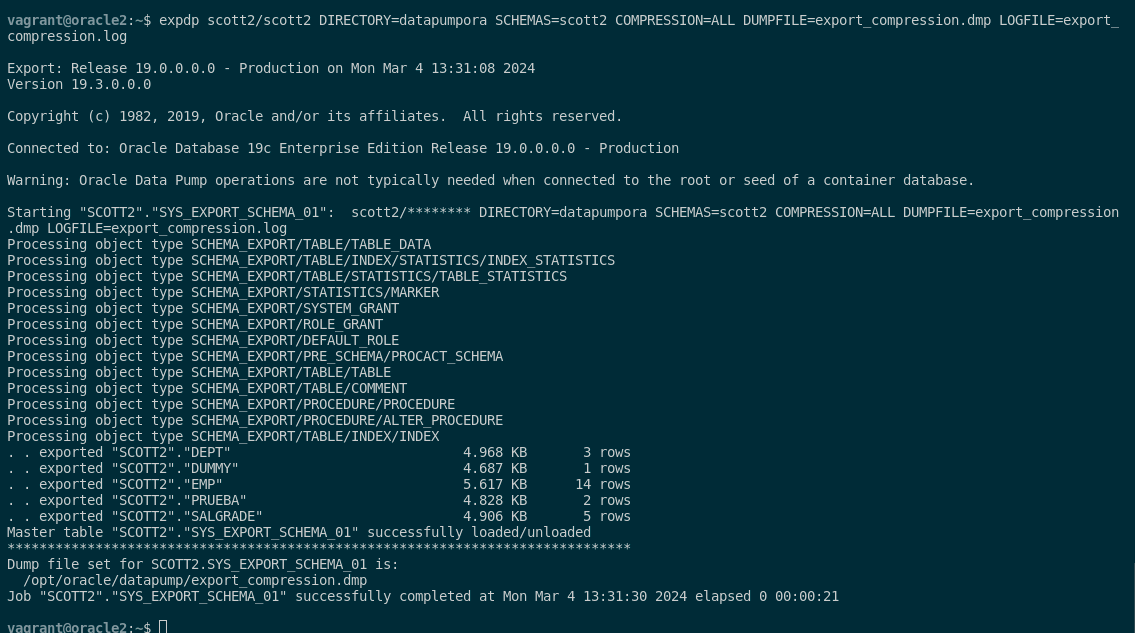 vagrant@oracle2:~$ expdp scott2/scott2 DIRECTORY=datapumpora SCHEMAS=scott2 COMPRESSION=ALL DUMPFILE=export_compression.dmp LOGFILE=export_
compression.log
Export: Release 19.0.0.0.0 - Production on Mon Mar 4 13:31:08 2024
Version 19.3.0.0.0
Copyright (c) 1982, 2019, Oracle and/or its affiliates.  All rights reserved.
Connected to: Oracle Database 19c Enterprise Edition Release 19.0.0.0.0 - Production
Warning: Oracle Data Pump operations are not typically needed when connected to the root or seed of a container database.
Starting "SCOTT2"."SYS_EXPORT_SCHEMA_01":  scott2/******** DIRECTORY=datapumpora SCHEMAS=scott2 COMPRESSION=ALL DUMPFILE=export_compression
.dmp LOGFILE=export_compression.log
Processing object type SCHEMA_EXPORT/TABLE/TABLE_DATA
Processing object type SCHEMA_EXPORT/TABLE/INDEX/STATISTICS/INDEX_STATISTICS
Processing object type SCHEMA_EXPORT/TABLE/STATISTICS/TABLE_STATISTICS
Processing object type SCHEMA_EXPORT/STATISTICS/MARKER
Processing object type SCHEMA_EXPORT/SYSTEM_GRANT
Processing object type SCHEMA_EXPORT/ROLE_GRANT
Processing object type SCHEMA_EXPORT/DEFAULT_ROLE
Processing object type SCHEMA_EXPORT/PRE_SCHEMA/PROCACT_SCHEMA
Processing object type SCHEMA_EXPORT/TABLE/TABLE
Processing object type SCHEMA_EXPORT/TABLE/COMMENT
Processing object type SCHEMA_EXPORT/PROCEDURE/PROCEDURE
Processing object type SCHEMA_EXPORT/PROCEDURE/ALTER_PROCEDURE
Processing object type SCHEMA_EXPORT/TABLE/INDEX/INDEX
. . exported "SCOTT2"."DEPT"                             4.968 KB       3 rows
. . exported "SCOTT2"."DUMMY"                            4.687 KB       1 rows
. . exported "SCOTT2"."EMP"                              5.617 KB      14 rows
. . exported "SCOTT2"."PRUEBA"                           4.828 KB       2 rows
. . exported "SCOTT2"."SALGRADE"                         4.906 KB       5 rows
Master table "SCOTT2"."SYS_EXPORT_SCHEMA_01" successfully loaded/unloaded
******************************************************************************
Dump file set for SCOTT2.SYS_EXPORT_SCHEMA_01 is:
  /opt/oracle/datapump/export_compression.dmp
Job "SCOTT2"."SYS_EXPORT_SCHEMA_01" successfully completed at Mon Mar 4 13:31:30 2024 elapsed 0 00:00:21
vagrant@oracle2:~$